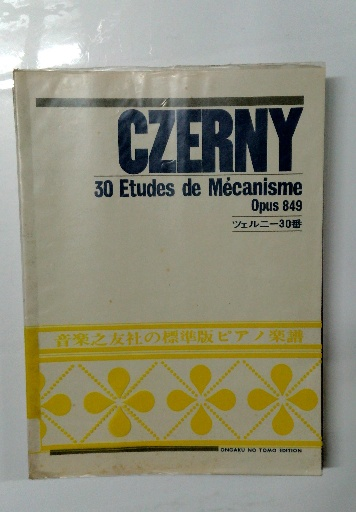 CZERNY
30 Etudes de Mécanisme
Opus 849
ツェルニー30番
音楽之友社の標準版ピアノ楽譜
ONGAKU NO TOMO EDITION